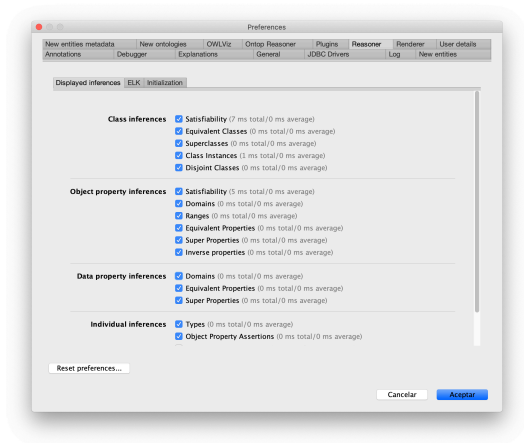 Preferences
New entities metadata New ontologies OWLViz Ontop Reasoner Plugins Reasoner Renderer User details
Annotations Debugger Explanations General JDBC Drivers Log New entities
Displayed inferences ELK Initialization
Class inferences Satisfiability (7 ms total/0 ms average)
Equivalent Classes (0 ms total/0 ms average)
Superclasses (0 ms total/0 ms average)
Class Instances (1 ms total/0 ms average)
Disjoint Classes (0 ms total/0 ms average)
Object property inferences Satisfiability (5 ms total/0 ms average)
Domains (0 ms total/0 ms average)
Ranges (0 ms total/0 ms average)
Equivalent Properties (0 ms total/0 ms average)
Super Properties (0 ms total/0 ms average)
Inverse properties (0 ms total/0 ms average)
Data property inferences Domains (0 ms total/0 ms average)
Equivalent Properties (0 ms total/0 ms average)
Super Properties (0 ms total/0 ms average)
Individual inferences Types (0 ms total/0 ms average)
Object Property Assertions (0 ms total/0 ms average)
Reset preferences...
Cancelar Aceptar